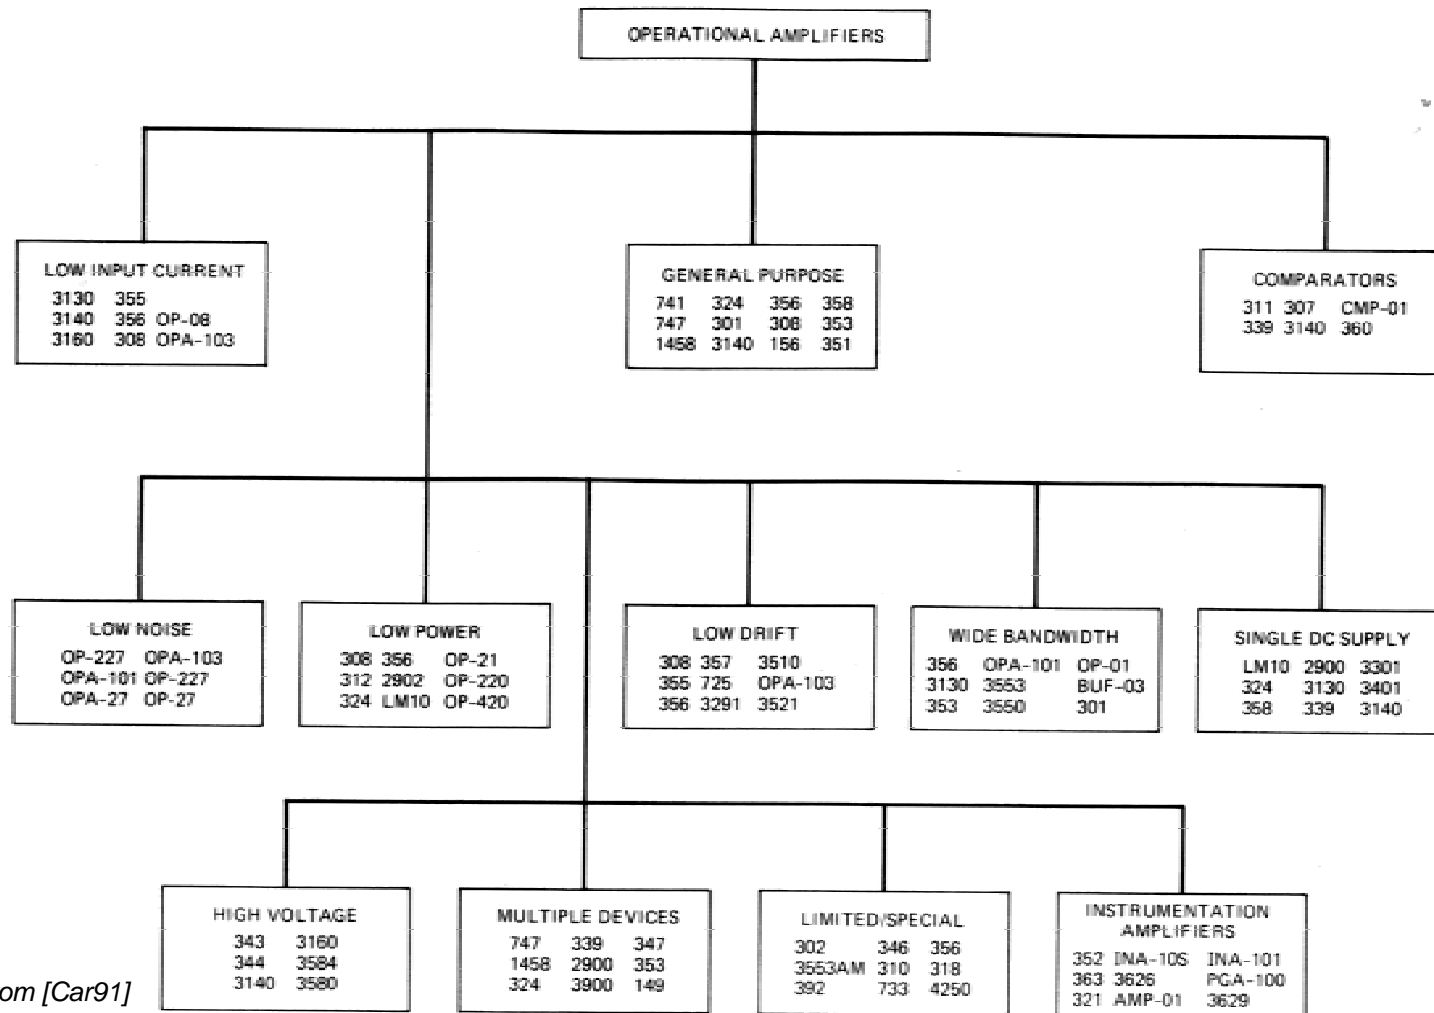 OPERATIONAL AMPLIFIERS
LOW INPUT CURRENT
3130 355
3140 356 OP-08
3160 308 OPA-103
GENERAL PURPOSE
741 324 356 358
747 301 308 353
1458 3140 156 351
COMPARATORS
311 307 CMP-01
339 3140 360
LOW NOISE
OP-227 OPA-103
OPA-101 OP-227
OPA-27 OP-27
LOW POWER
308 356 OP-21
312 2902 OP-220
324 LM10 OP-420
LOW DRIFT
308 357 3510
355 725 OPA-103
356 3291 3521
WIDE BANDWIDTH
356 OPA-101 OP-01
3130 3553 BUF-03
353 3550 301
SINGLE DC SUPPLY
LM10 2900 3301
324 3130 3401
358 339 3140
HIGH VOLTAGE
343 3160
344 3584
3140 3580
MULTIPLE DEVICES
747 339 347
1458 2900 353
324 3900 149
LIMITED/SPECIAL
302 346 356
3553AM 310 318
392 733 4250
INSTRUMENTATION
AMPLIFIERS
352 INA-10S INA-101
363 3626 PGA-100
321 AMP-01 3629
om [Car91]